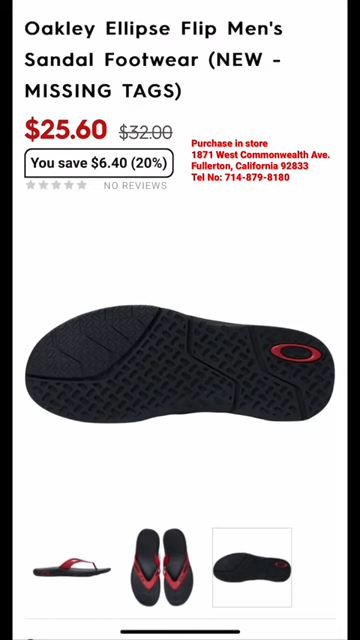 Oakley Ellipse Flip Men's
Sandal Footwear (NEW -
MISSING TAGS)
$25.60 $32.00
You save $6.40 (20%)
NO REVIEWS
Purchase in store
1871 West Commonwealth Ave.
Fullerton, California 92833
Tel No: 714-879-8180